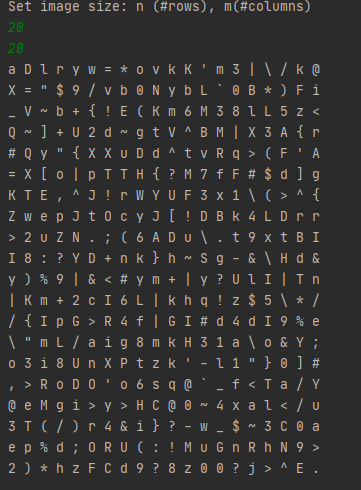 Set image size: n (#rows), m(#columns)
20
20
a D l r y w = * o v k K ' m 3 | \ / k @
X = " $ 9 / v b 0 N y b L ` 0 B * ) F i
_ V ~ b + { ! E ( K m 6 M 3 8 l L 5 z <
Q ~ ] + U 2 d ~ g t V ^ B M | X 3 A { r
# Q y " { X X u D d ^ t v R q > ( F ' A
= X [ o | p T T H { ? M 7 f F # $ d ] g
K T E , ^ J ! r W Y U F 3 x 1 \ ( > ^ {
Z w e p J t O c y J [ ! D B k 4 L D r r
> 2 u Z N . ; ( 6 A D u \ . t 9 x t B I
I 8 : ? Y D + n k } h ~ S g - & \ H d &
y ) % 9 | & < # y m + | y ? U l I | T n
| K m + 2 c I 6 L | k h q ! z $ 5 \ * /
/ { I p G > R 4 f | G I # d 4 d I 9 % e
\ " m L / a i g 8 m k H 3 1 a \ o & Y ;
o 3 i 8 U n X P t z k ' - l 1 " } 0 ] #
, > R o D O ' o 6 s q @ ` _ f < T a / Y
@ e M g i > y > H C @ 0 ~ 4 x a l < / u
3 T ( / ) r 4 & i } ? - w _ $ ~ 3 C 0 a
e p % d ; O R U ( : ! M u G n R h N 9 >
2 ) * h z F C d 9 ? 8 z 0 0 ? j > ^ E .